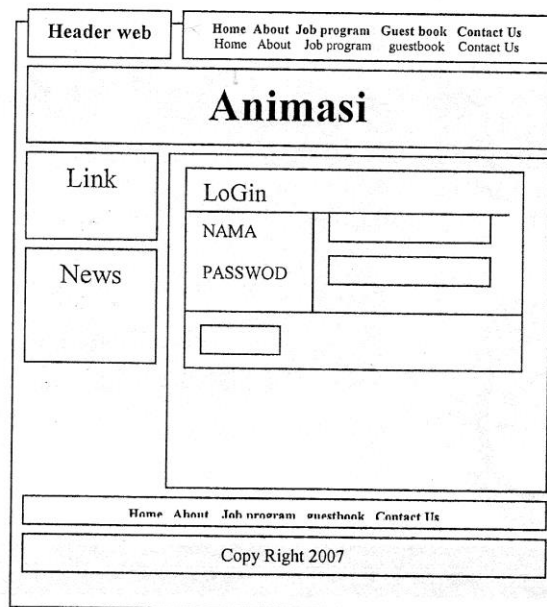 Header web
Home About Job program Guest book Contact Us
Home About Job program guestbook Contact Us
Animasi
Link
News
LoGin
NAMA
PASSWOD
Home About Job program guestbook Contact Us
Copy Right 2007